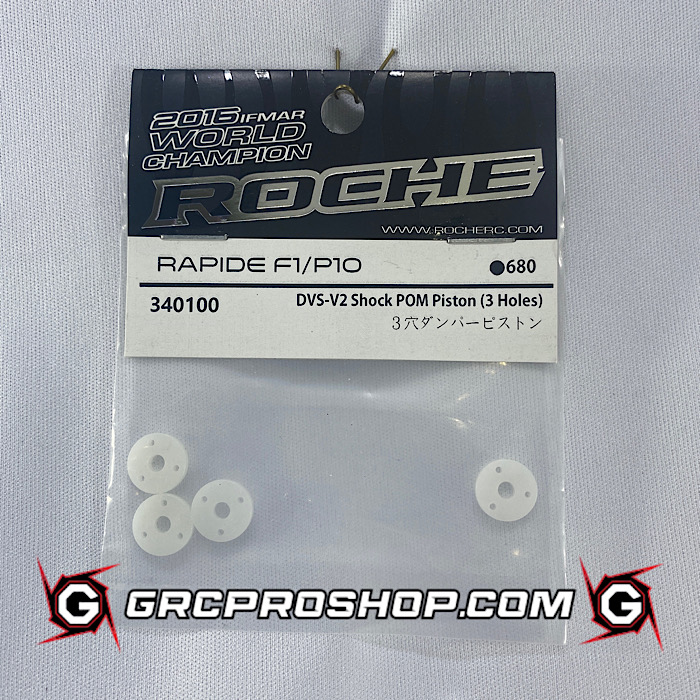 2015 IFMAR
WORLD
CHAMPION
ROCHE
WWW.ROCHERC.COM
RAPIDE F1/P10
●680
340100
DVS-V2 Shock POM Piston (3 Holes)
3穴ダンパーピストン
G GRCPROSHOP.COM G